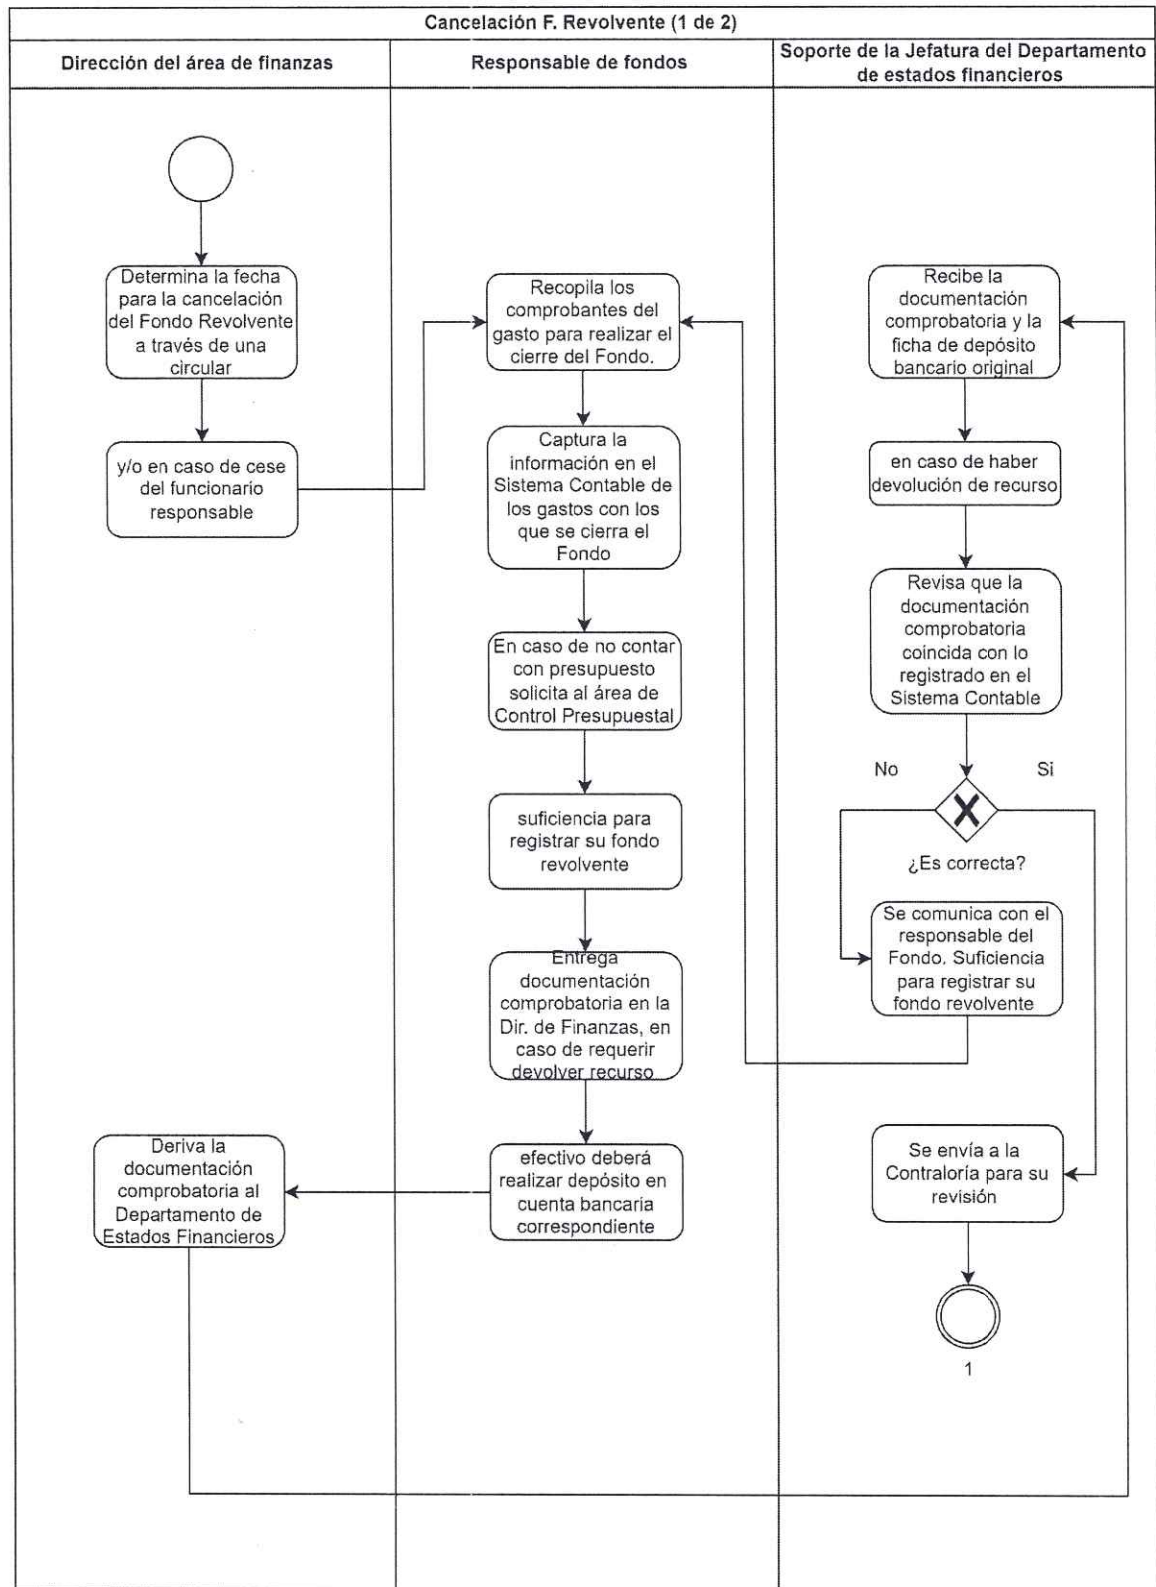 Cancelación F. Revolvente (1 de 2)
Dirección del área de finanzas
Responsable de fondos
Soporte de la Jefatura del Departamento
de estados financieros
Determina la fecha
para la cancelación
del Fondo Revolvente
a través de una
circular
y/o en caso de cese
del funcionario
responsable
Recopila los
comprobantes del
gasto para realizar el
cierre del Fondo.
Captura la
información en el
Sistema Contable de
los gastos con los
que se cierra el
Fondo
En caso de no contar
con presupuesto
solicita al área de
Control Presupuestal
suficiencia para
registrar su fondo
revolvente
Entrega
documentación
comprobatoria en la
Dir. de Finanzas, en
caso de requerir
devolver recurso
efectivo deberá
realizar depósito en
cuenta bancaria
correspondiente
Deriva la
documentación
comprobatoria al
Departamento de
Estados Financieros
Recibe la
documentación
comprobatoria y la
ficha de depósito
bancario original
en caso de haber
devolución de recurso
Revisa que la
documentación
comprobatoria
coincida con lo
registrado en el
Sistema Contable
No
Si
¿Es correcta?
Se comunica con el
responsable del
Fondo. Suficiencia
para registrar su
fondo revolvente
Se envía a la
Contraloría para su
revisión
1